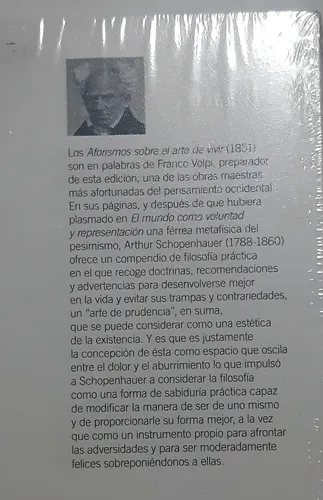 Los Aforismos sobre el arte de vivir (1851)
son en palabras de Franco Volpi, preparador
de esta edición, una de las obras maestras
más afortunadas del pensamiento occidental
En sus páginas, y después de que hubiera
plasmado en El mundo como voluntad
y representación una férrea metafísica del
pesimismo, Arthur Schopenhauer (1788-1860)
ofrece un compendio de filosofía práctica
en el que recoge doctrinas, recomendaciones
y advertencias para desenvolverse mejor
en la vida y evitar sus trampas y contrariedades,
un "arte de prudencia", en suma,
que se puede considerar como una estética
de la existencia. Y es que es justamente
la concepción de ésta como espacio que oscila
entre el dolor y el aburrimiento lo que impulsó
a Schopenhauer a considerar la filosofía
como una forma de sabiduría práctica capaz
de modificar la manera de ser de uno mismo
y de proporcionarle su forma mejor, a la vez
que como un instrumento propio para afrontar
las adversidades y para ser moderadamente
felices sobreponiéndonos a ellas.